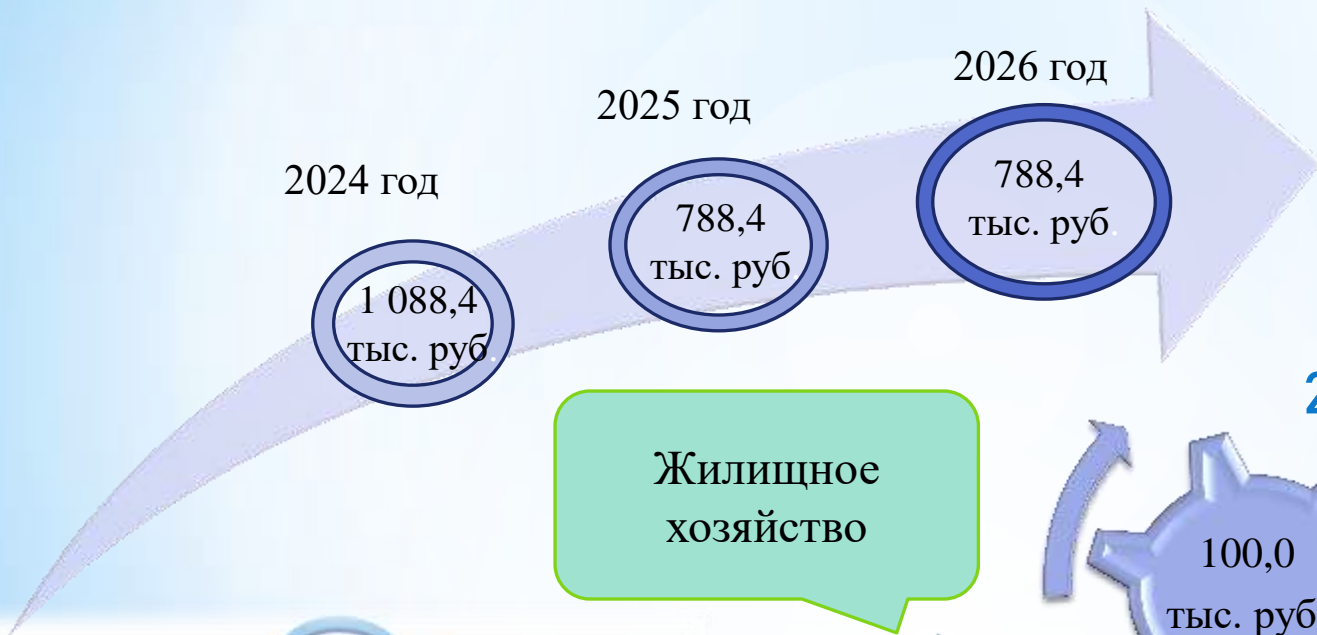 2026 год
2025 год
2024 год
788,4
тыс. руб.
788,4
тыс. руб.
1 088,4
тыс. руб.
Жилищное
хозяйство
100,0
тыс. руб